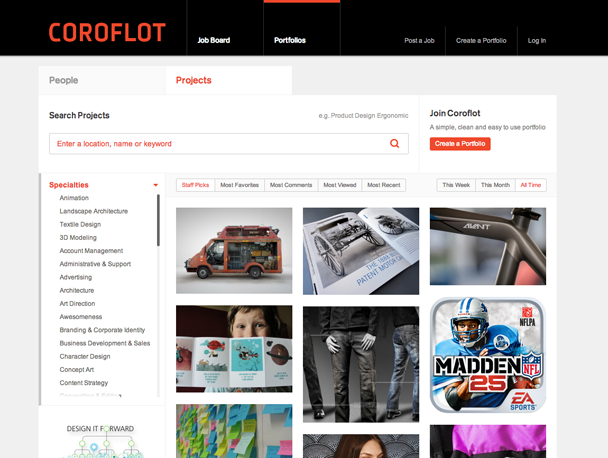 COROFLOT
Job Board
Portfolios
Post a Job
Create a Portfolio
Log In
People
Projects
Search Projects
e.g. Product Design Ergonomic
Enter a location, name or keyword
Join Coroflot
A simple, clean and easy to use portfolio
Create a Portfolio
Specialties
Animation
Landscape Architecture
Textile Design
3D Modeling
Account Management
Administrative & Support
Advertising
Architecture
Art Direction
Awesomeness
Branding & Corporate Identity
Business Development & Sales
Character Design
Concept Art
Content Strategy
Staff Picks
Most Favorites
Most Comments
Most Viewed
Most Recent
This Week
This Month
All Time
THE 1886 BENZ
PATENT MOTOR
AVANT
NFLPA
MADDEN
NFL
25
EA
SPORTS
DESIGN IT FORWARD